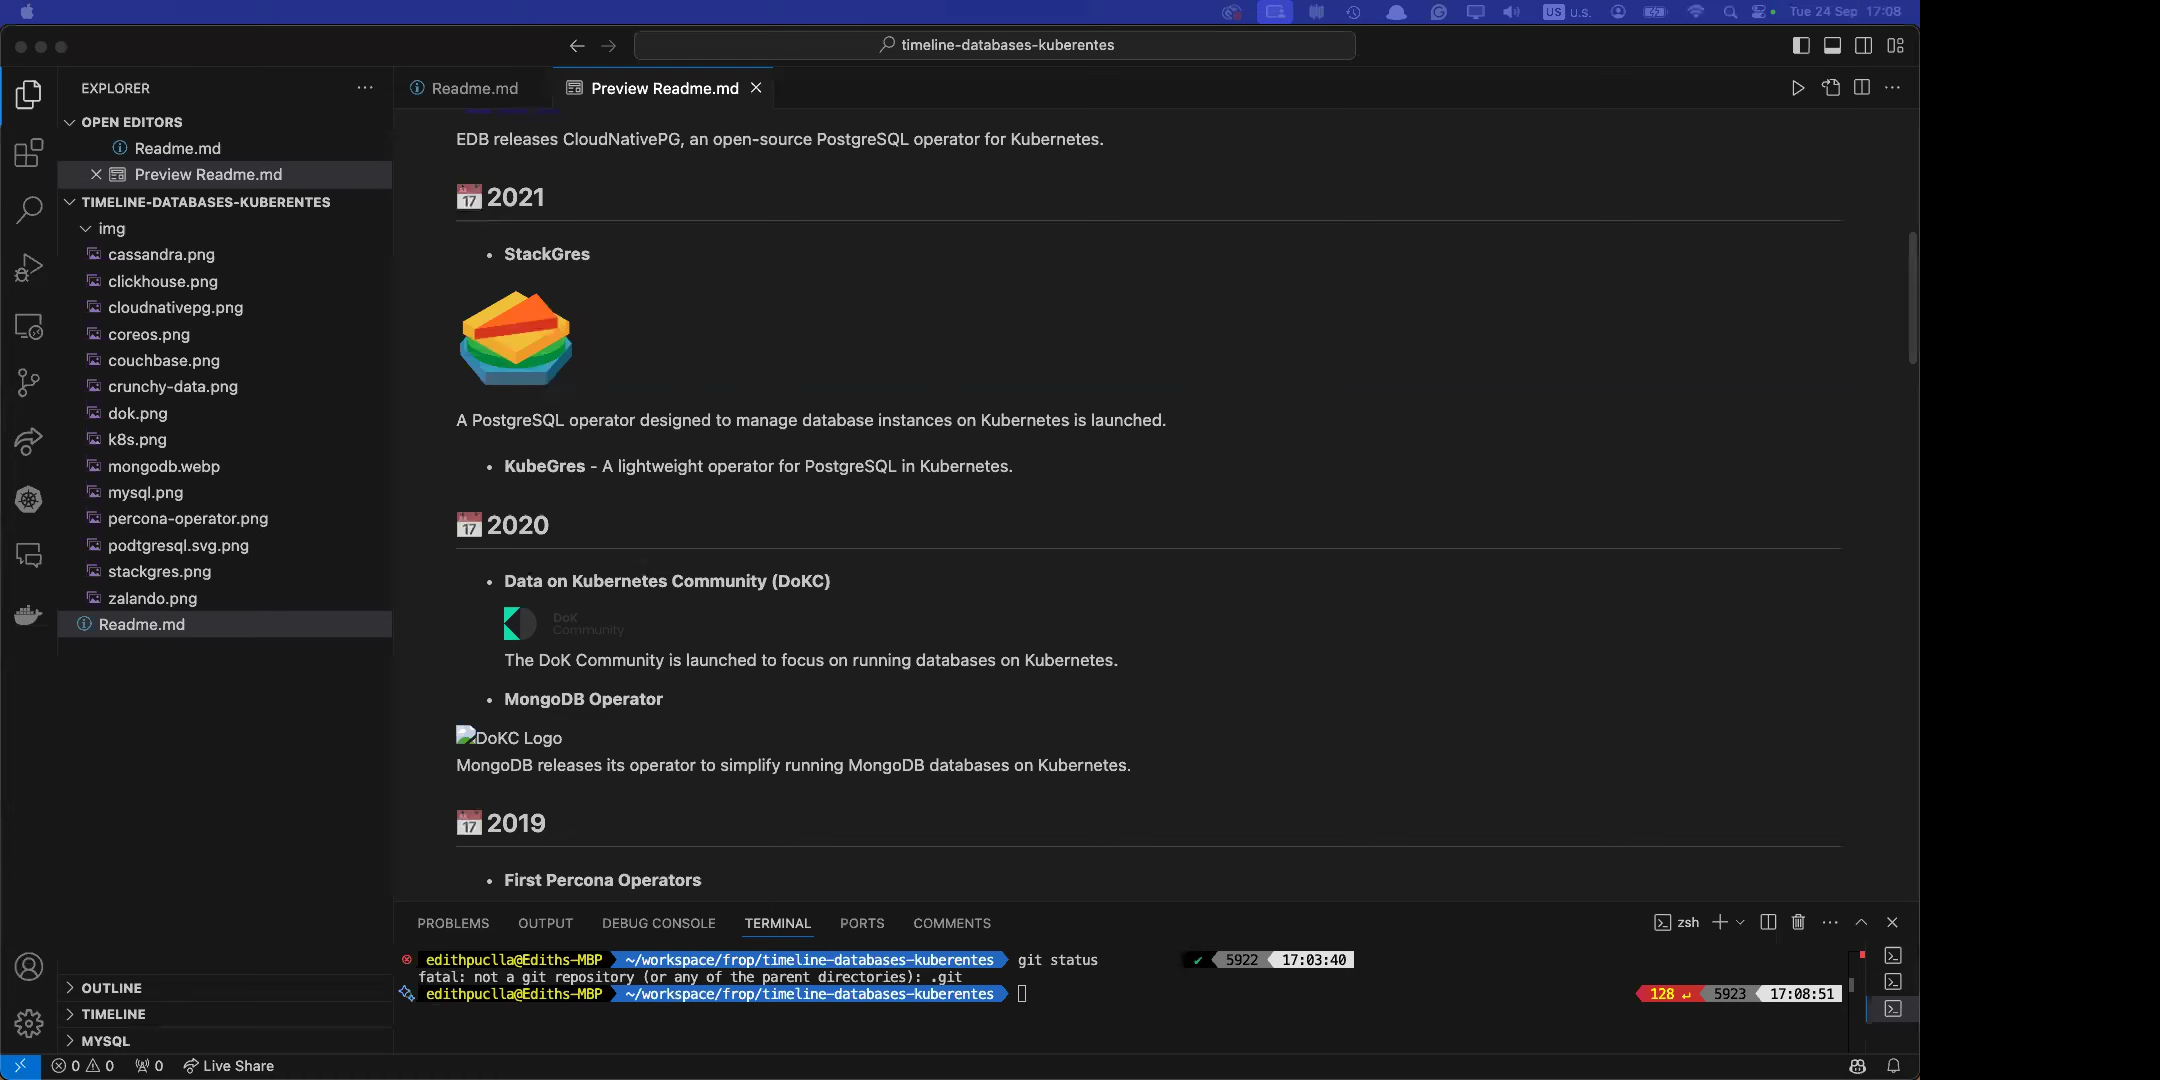 US U.S. Tue 24 Sep 17:08
timeline-databases-kuberentes
EXPLORER
OPEN EDITORS
Readme.md
Preview Readme.md
TIMELINE-DATABASES-KUBERENTES
img
cassandra.png
clickhouse.png
cloudnativepg.png
coreos.png
couchbase.png
crunchy-data.png
dok.png
k8s.png
mongodb.webp
mysql.png
percona-operator.png
podtgresql.svg.png
stackgres.png
zalando.png
Readme.md
OUTLINE
TIMELINE
MYSQL
Readme.md
Preview Readme.md
EDB releases CloudNativePG, an open-source PostgreSQL operator for Kubernetes.
17 2021
• StackGres
A PostgreSQL operator designed to manage database instances on Kubernetes is launched.
• KubeGres - A lightweight operator for PostgreSQL in Kubernetes.
17 2020
• Data on Kubernetes Community (DoKC)
DoK
Community
The DoK Community is launched to focus on running databases on Kubernetes.
• MongoDB Operator
DoKC Logo
MongoDB releases its operator to simplify running MongoDB databases on Kubernetes.
17 2019
• First Percona Operators
PROBLEMS OUTPUT DEBUG CONSOLE TERMINAL PORTS COMMENTS
zsh
edithpuclla@Ediths-MBP ~/workspace/frop/timeline-databases-kuberentes git status ✔ 5922 17:03:40
fatal: not a git repository (or any of the parent directories): .git
edithpuclla@Ediths-MBP ~/workspace/frop/timeline-databases-kuberentes 128 ↵ 5923 17:08:51
0 0 0 Live Share